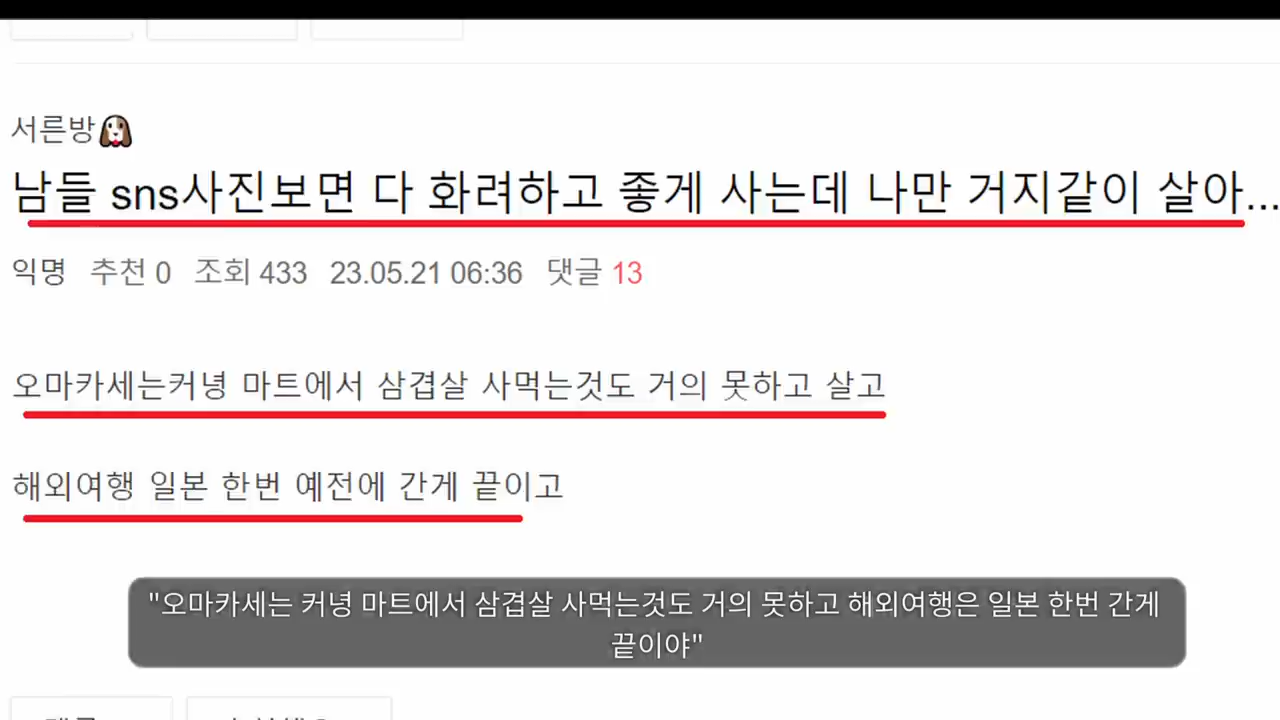 서른방
남들 sns사진보면 다 화려하고 좋게 사는데 나만 거지같이 살아...
익명 추천 0 조회 433 23.05.21 06:36 댓글 13
오마카세는커녕 마트에서 삼겹살 사먹는것도 거의 못하고 살고
해외여행 일본 한번 예전에 간게 끝이고
"오마카세는 커녕 마트에서 삼겹살 사먹는것도 거의 못하고 해외여행은 일본 한번 간게
끝이야"